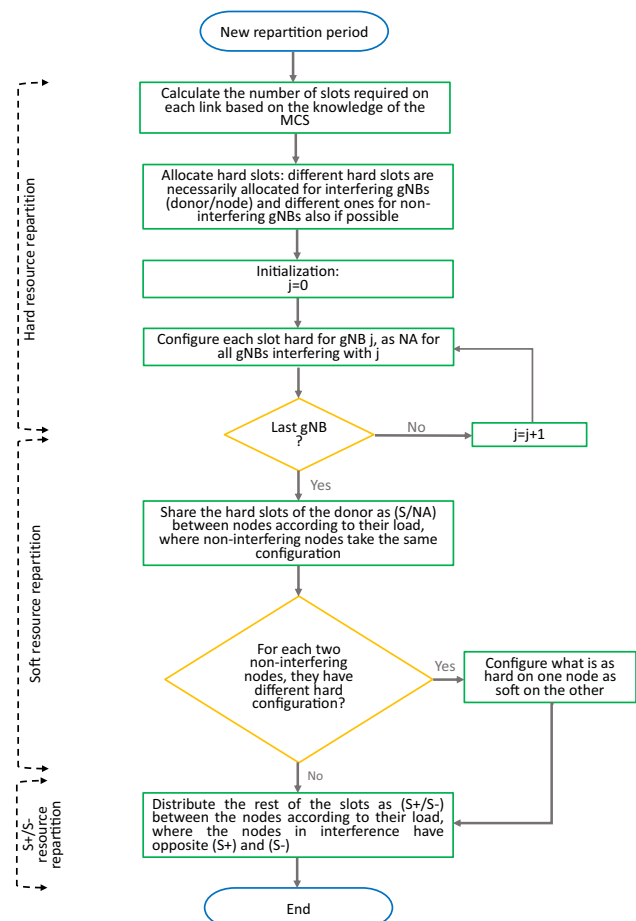 New repartition period
Calculate the number of slots required on
each link based on the knowledge of the
MCS
Allocate hard slots: different hard slots are
necessarily allocated for interfering gNBs
(donor/node) and different ones for non-
interfering gNBs also if possible
Initialization:
j=0
Configure each slot hard for gNB j, as NA for
all gNBs interfering with j
Last gNB
?
No
j=j+1
Yes
Share the hard slots of the donor as (S/NA)
between nodes according to their load,
where non-interfering nodes take the same
configuration
For each two
non-interfering
nodes, they have
different hard
configuration?
Yes
Configure what is as
hard on one node as
soft on the other
No
Distribute the rest of the slots as (S+/S-)
between the nodes according to their load,
where the nodes in interference have
opposite (S+) and (S-)
End
Hard resource repartition
Soft resource repartition
S+/S-
resource
repartition